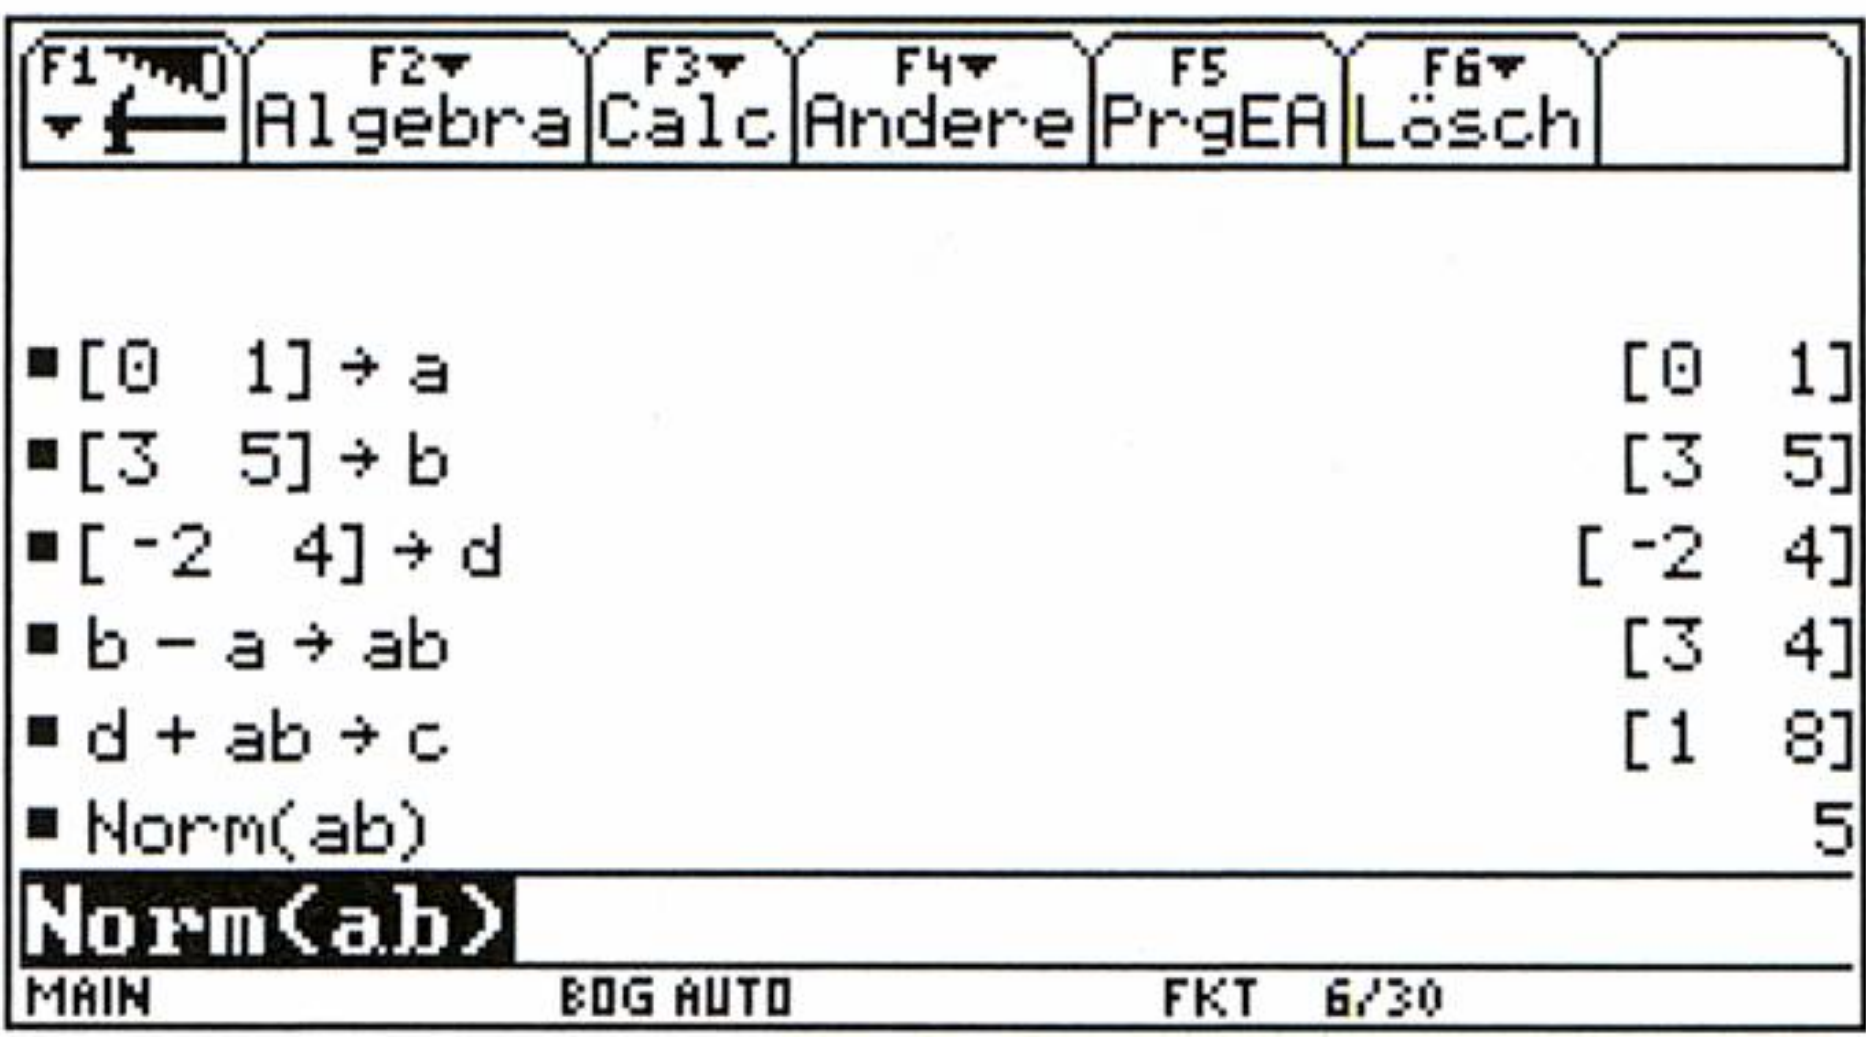 F1 F2 F3 F4 F5 F6
Algebra Calc Andere PrgEA Lösch
[0 1]→a [0 1]
[3 5]→b [3 5]
[-2 4]→d [-2 4]
b - a→ab [3 4]
d + ab→c [1 8]
Norm(ab) 5
Norm(ab)
MAIN BOG AUTO FKT 6/30